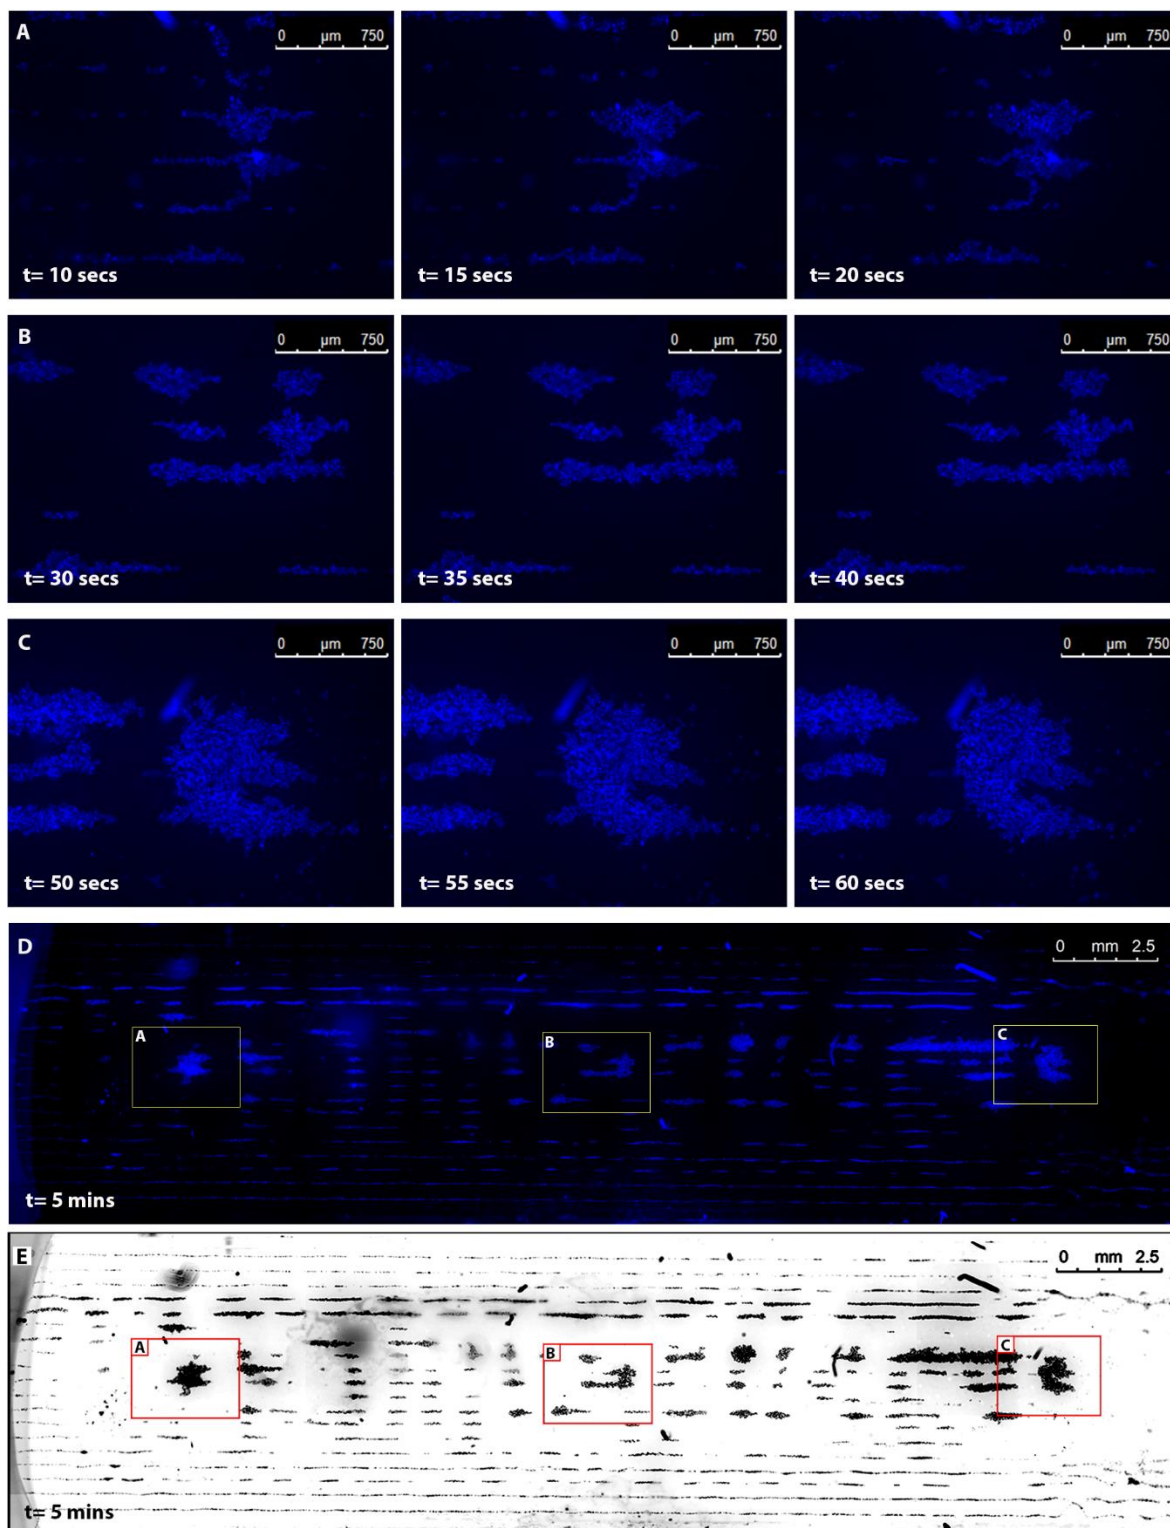 A
0 µm 750
0 µm 750
0 µm 750
t= 10 secs
t= 15 secs
t= 20 secs
B
0 µm 750
0 µm 750
0 µm 750
t= 30 secs
t= 35 secs
t= 40 secs
C
0 µm 750
0 µm 750
0 µm 750
t= 50 secs
t= 55 secs
t= 60 secs
D
0 mm 2.5
A
B
C
t= 5 mins
E
0 mm 2.5
A
B
C
t= 5 mins